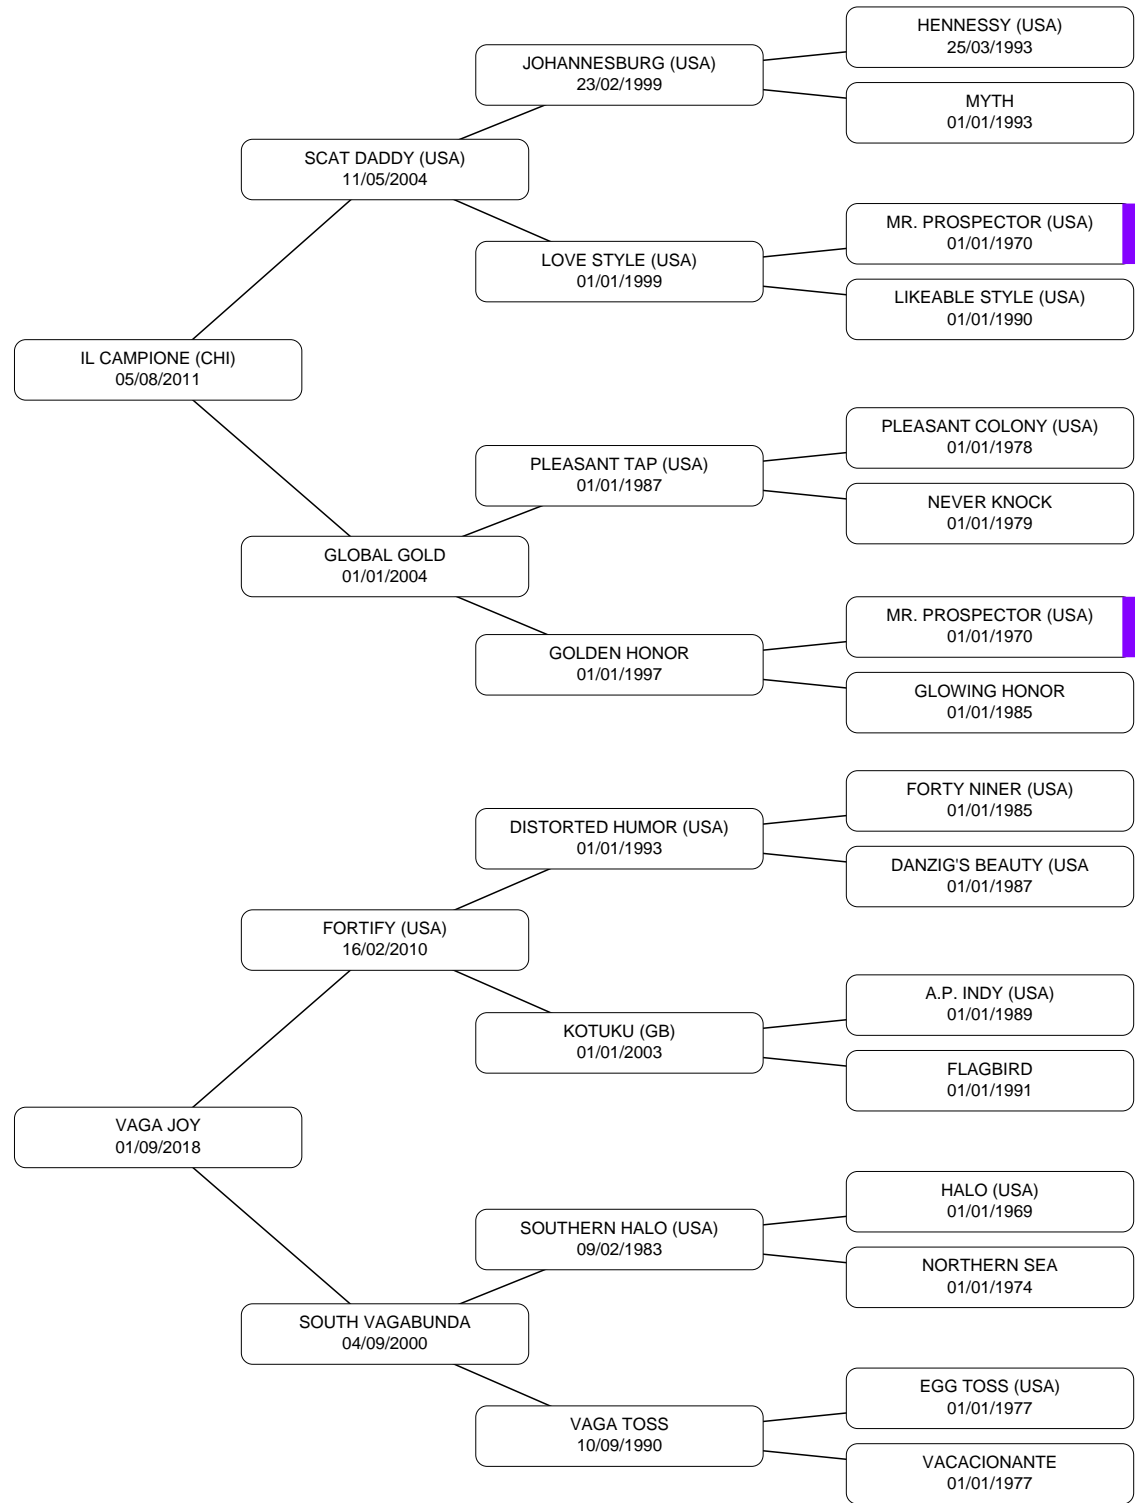 HENNESSY (USA)
25/03/1993
JOHANNESBURG (USA)
23/02/1999
MYTH
01/01/1993
SCAT DADDY (USA)
11/05/2004
MR. PROSPECTOR (USA)
01/01/1970
LOVE STYLE (USA)
01/01/1999
LIKEABLE STYLE (USA)
01/01/1990
IL CAMPIONE (CHI)
05/08/2011
PLEASANT COLONY (USA)
01/01/1978
PLEASANT TAP (USA)
01/01/1987
NEVER KNOCK
01/01/1979
GLOBAL GOLD
01/01/2004
MR. PROSPECTOR (USA)
01/01/1970
GOLDEN HONOR
01/01/1997
GLOWING HONOR
01/01/1985
FORTY NINER (USA)
01/01/1985
DISTORTED HUMOR (USA)
01/01/1993
DANZIG'S BEAUTY (USA
01/01/1987
FORTIFY (USA)
16/02/2010
A.P. INDY (USA)
01/01/1989
KOTUKU (GB)
01/01/2003
FLAGBIRD
01/01/1991
VAGA JOY
01/09/2018
HALO (USA)
01/01/1969
SOUTHERN HALO (USA)
09/02/1983
NORTHERN SEA
01/01/1974
SOUTH VAGABUNDA
04/09/2000
EGG TOSS (USA)
01/01/1977
VAGA TOSS
10/09/1990
VACACIONANTE
01/01/1977